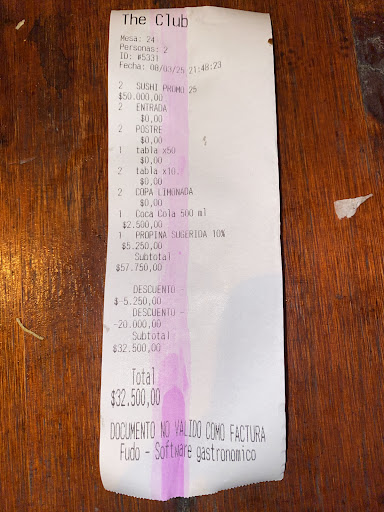 The Club
Mesa: 24
Personas: 2
ID: #5031
Fecha: 08/03/25 21:48:23
2 SUSHI PROMO 25
$50.000,00
2 ENTRADA
$0,00
2 POSTRE
$0,00
1 tabla x50
$0,00
2 tabla x10.
$0,00
2 COPA LIMONADA
$0,00
1 Coca Cola 500 ml
$2.500,00
1 PROPINA SUGERIDA 10%
$5.250,00
Subtotal
$57.750,00
DESCUENTO -
$-5.250,00
DESCUENTO -
-20.000,00
Subtotal
$32.500,00
Total
$32.500,00
DOCUMENTO NO VALIDO COMO FACTURA
Fudo - Software gastronomico